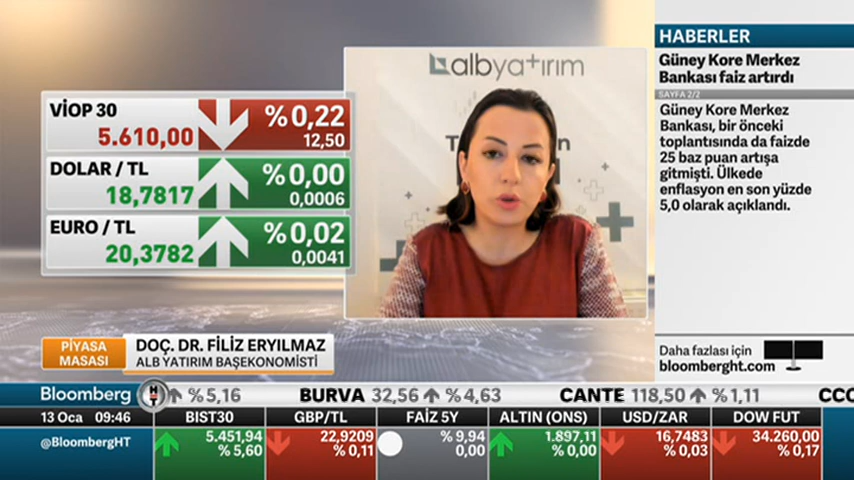 albyatırım
VİOP 30
5.610,00
%0,22
12,50
DOLAR / TL
18,7817
%0,00
0,0006
EURO / TL
20,3782
%0,02
0,0041
HABERLER
Güney Kore Merkez
Bankası faiz artırdı
SAYFA 2/2
Güney Kore Merkez
Bankası, bir önceki
toplantısında da faizde
25 baz puan artışa
gitmişti. Ülkede
enflasyon en son yüzde
5,0 olarak açıklandı.
Daha fazlası için
bloomberght.com
PİYASA
MASASI
DOÇ. DR. FİLİZ ERYILMAZ
ALB YATIRIM BAŞEKONOMİSTİ
Bloomberg HT %5,16 BURVA 32,56 %4,63 CANTE 118,50 %1,11 CCO
13 Oca 09:46
@BloombergHT
BIST30
5.451,94
% 5,60
GBP/TL
22,9209
% 0,11
FAİZ 5Y
% 9,94
0,00
ALTIN (ONS)
1.897,11
% 0,00
USD/ZAR
16,7483
% 0,03
DOW FUT
34.260,00
% 0,17